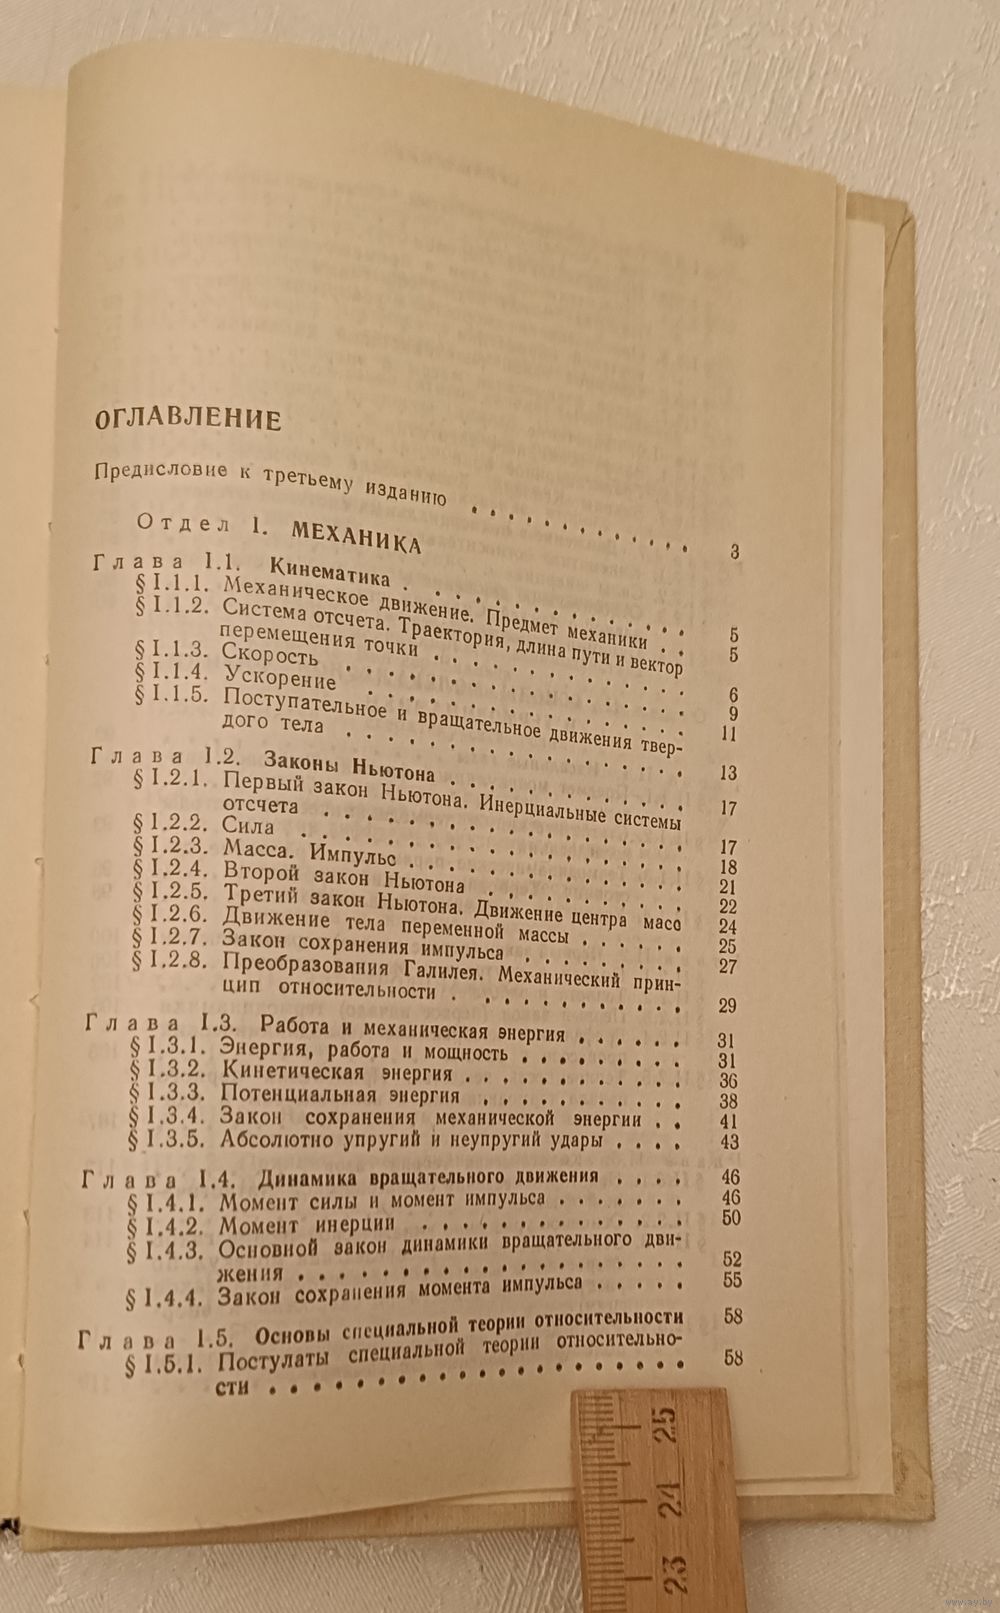 ОГЛАВЛЕНИЕ
Предисловие к третьему изданию . . . . . . . . . . . . 3
Отдел I. МЕХАНИКА
Глава I.1. Кинематика . . . . . . . . . . . . 5
§ I.1.1. Механическое движение. Предмет механики . . 5
§ I.1.2. Система отсчета. Траектория, длина пути и вектор
перемещения точки . . . . . . . . . . . . 6
§ I.1.3. Скорость . . . . . . . . . . . . 9
§ I.1.4. Ускорение . . . . . . . . . . . . 11
§ I.1.5. Поступательное и вращательное движения твер-
дого тела . . . . . . . . . . . . 13
Глава I.2. Законы Ньютона . . . . . . . . . . . . 17
§ I.2.1. Первый закон Ньютона. Инерциальные системы
отсчета . . . . . . . . . . . . 17
§ I.2.2. Сила . . . . . . . . . . . . 18
§ I.2.3. Масса. Импульс . . . . . . . . . . . . 21
§ I.2.4. Второй закон Ньютона . . . . . . . . . 22
§ I.2.5. Третий закон Ньютона. Движение центра масс 24
§ I.2.6. Движение тела переменной массы . . . . . 25
§ I.2.7. Закон сохранения импульса . . . . . . . . 27
§ I.2.8. Преобразования Галилея. Механический прин-
цип относительности . . . . . . . . . . 29
Глава I.3. Работа и механическая энергия . . . . . . 31
§ I.3.1. Энергия, работа и мощность . . . . . . . . 31
§ I.3.2. Кинетическая энергия . . . . . . . . . . 36
§ I.3.3. Потенциальная энергия . . . . . . . . . . 38
§ I.3.4. Закон сохранения механической энергии . . 41
§ I.3.5. Абсолютно упругий и неупругий удары . . . . 43
Глава I.4. Динамика вращательного движения . . . . 46
§ I.4.1. Момент силы и момент импульса . . . . . . . 46
§ I.4.2. Момент инерции . . . . . . . . . . . . 50
§ I.4.3. Основной закон динамики вращательного дви-
жения . . . . . . . . . . . . 52
§ I.4.4. Закон сохранения момента импульса . . . . . 55
Глава I.5. Основы специальной теории относительности 58
§ I.5.1. Постулаты специальной теории относительно-
сти . . . . . . . . . . . . 58
25
24
23
www.ay.by